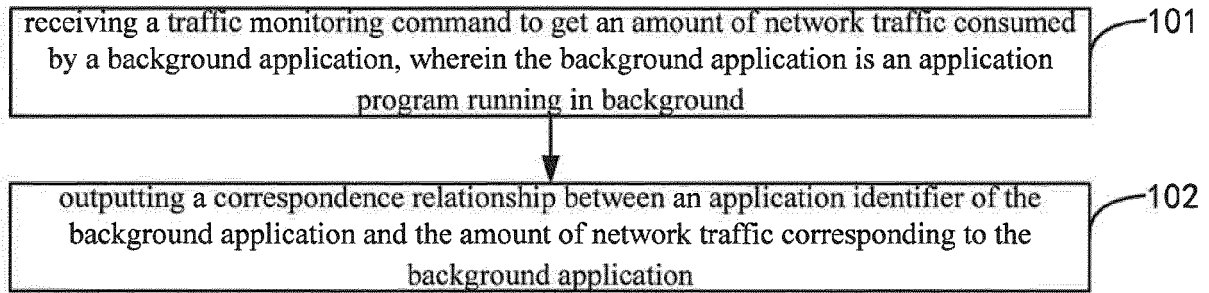 receiving a traffic monitoring command to get an amount of network traffic consumed
by a background application, wherein the background application is an application
program running in background
101
outputting a correspondence relationship between an application identifier of the
background application and the amount of network traffic corresponding to the
background application
102